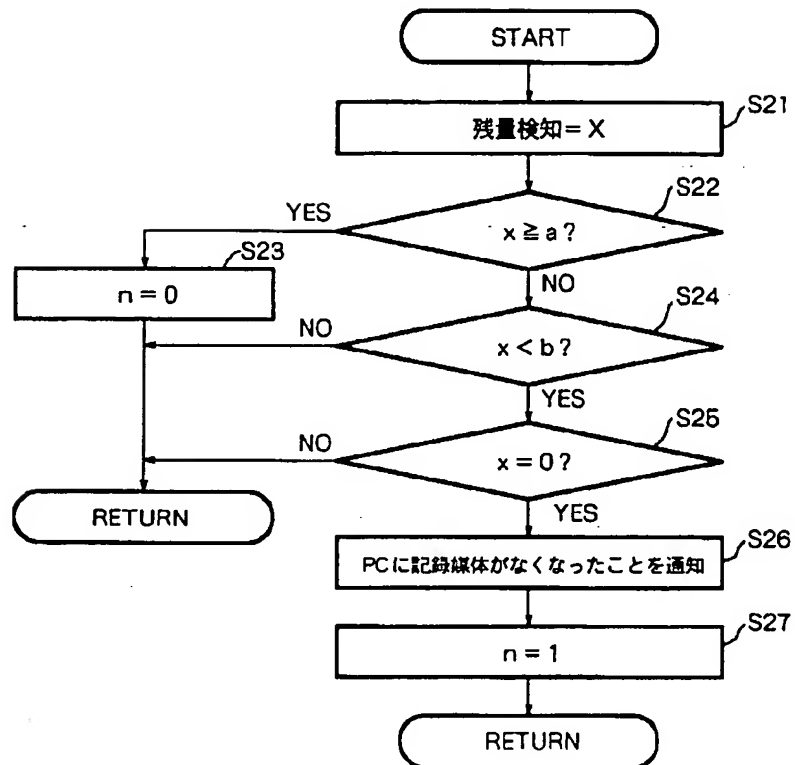 START
残量検知＝X
S21
S22
YES
x ≧ a ?
S23
n = 0
NO
S24
NO
x < b ?
YES
S25
NO
x = 0 ?
YES
RETURN
S26
PCに記録媒体がなくなったことを通知
S27
n = 1
RETURN